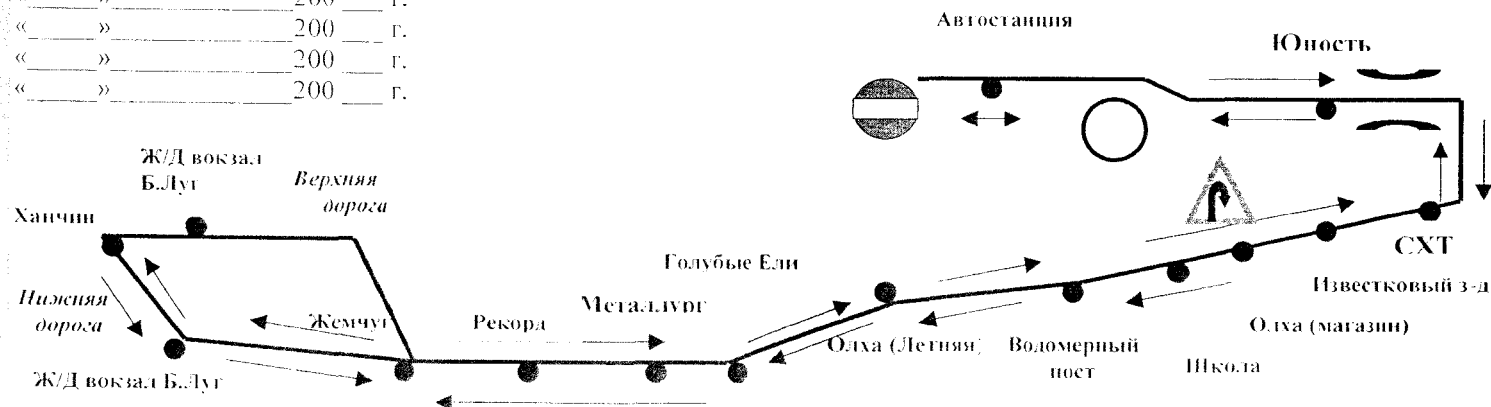 « » 200 г.
« » 200 г.
« » 200 г.
« » 200 г.
Автостанция
Юность
Ж/Д вокзал
Б.Луг
Верхняя
дорога
Ханчин
Голубые Ели
СХТ
Нижняя
дорога
Жемчуг
Рекорд
Металлург
Известковый з-д
Олха (магазин)
Олха (Летняя)
Водомерный
пост
Школа
Ж/Д вокзал Б.Луг